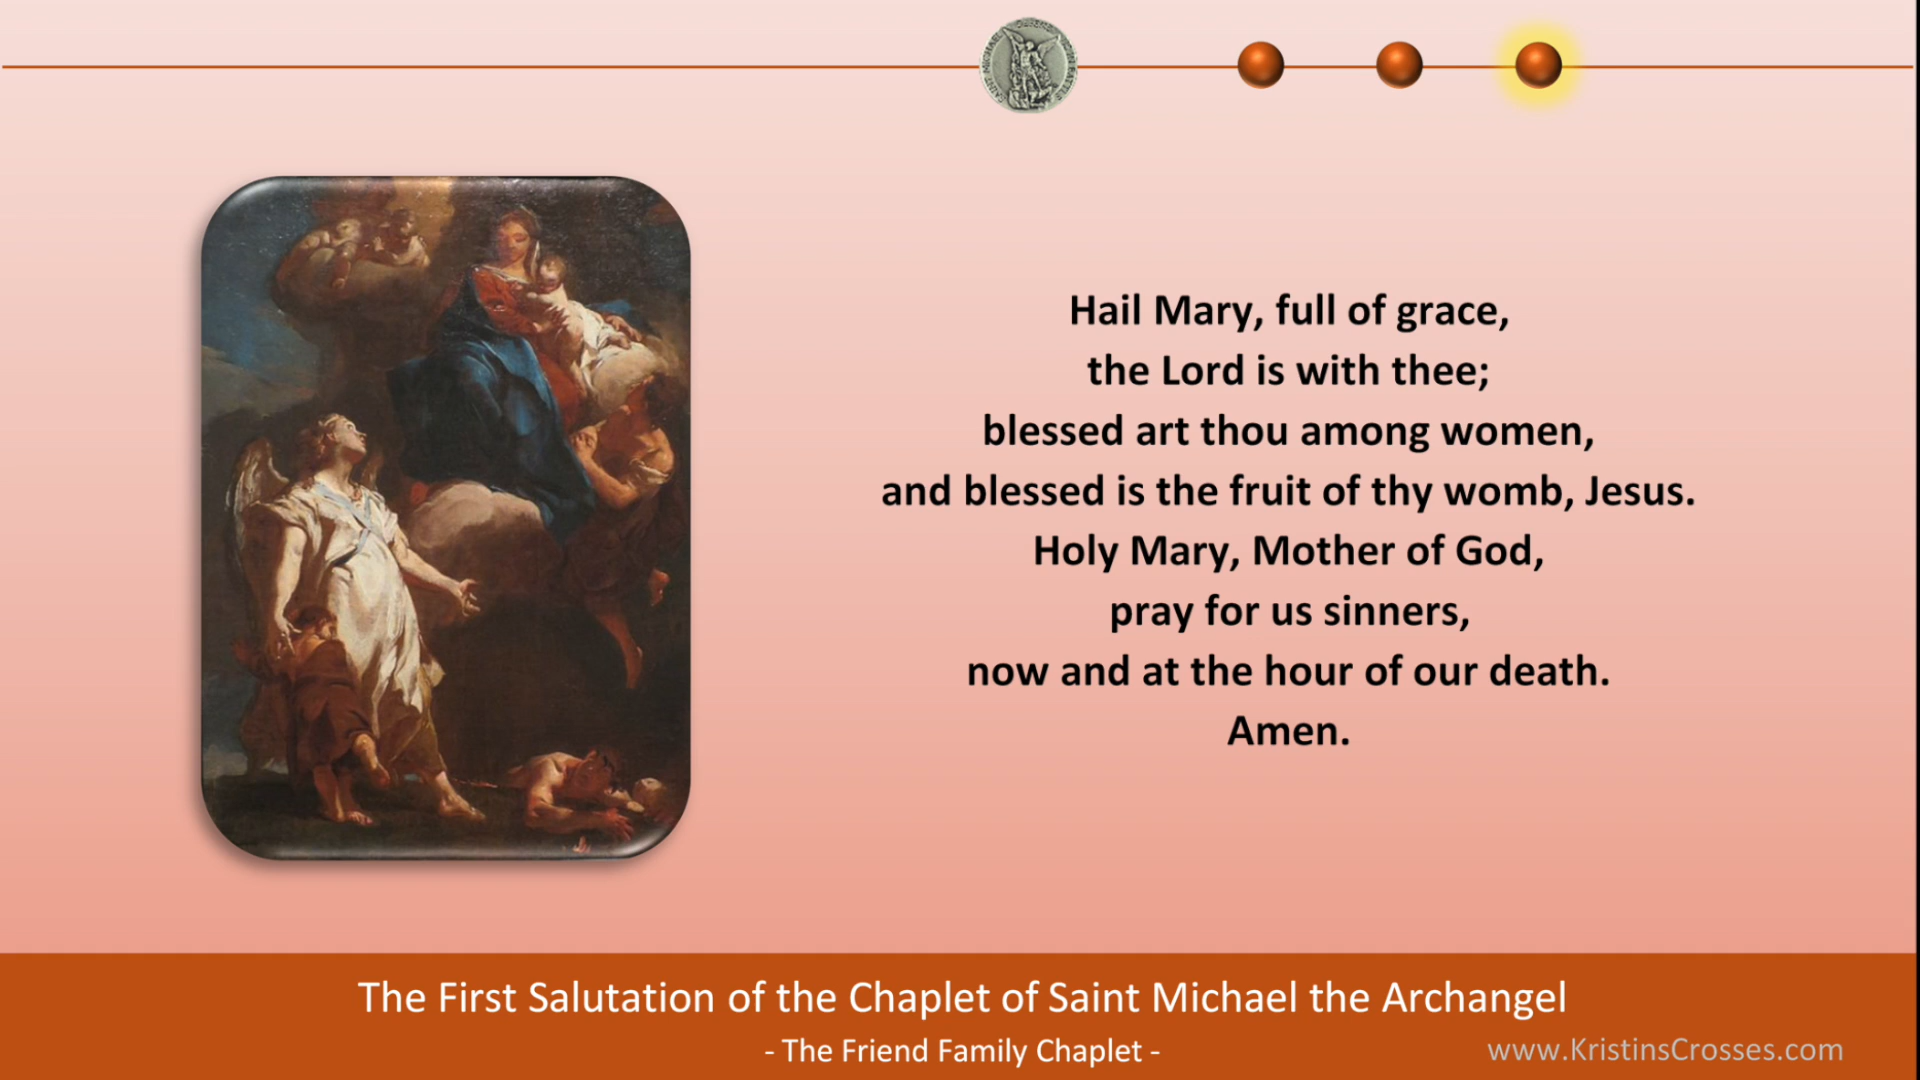 Hail Mary, full of grace,
the Lord is with thee;
blessed art thou among women,
and blessed is the fruit of thy womb, Jesus.
Holy Mary, Mother of God,
pray for us sinners,
now and at the hour of our death.
Amen.
The First Salutation of the Chaplet of Saint Michael the Archangel
- The Friend Family Chaplet -
www.KristinsCrosses.com